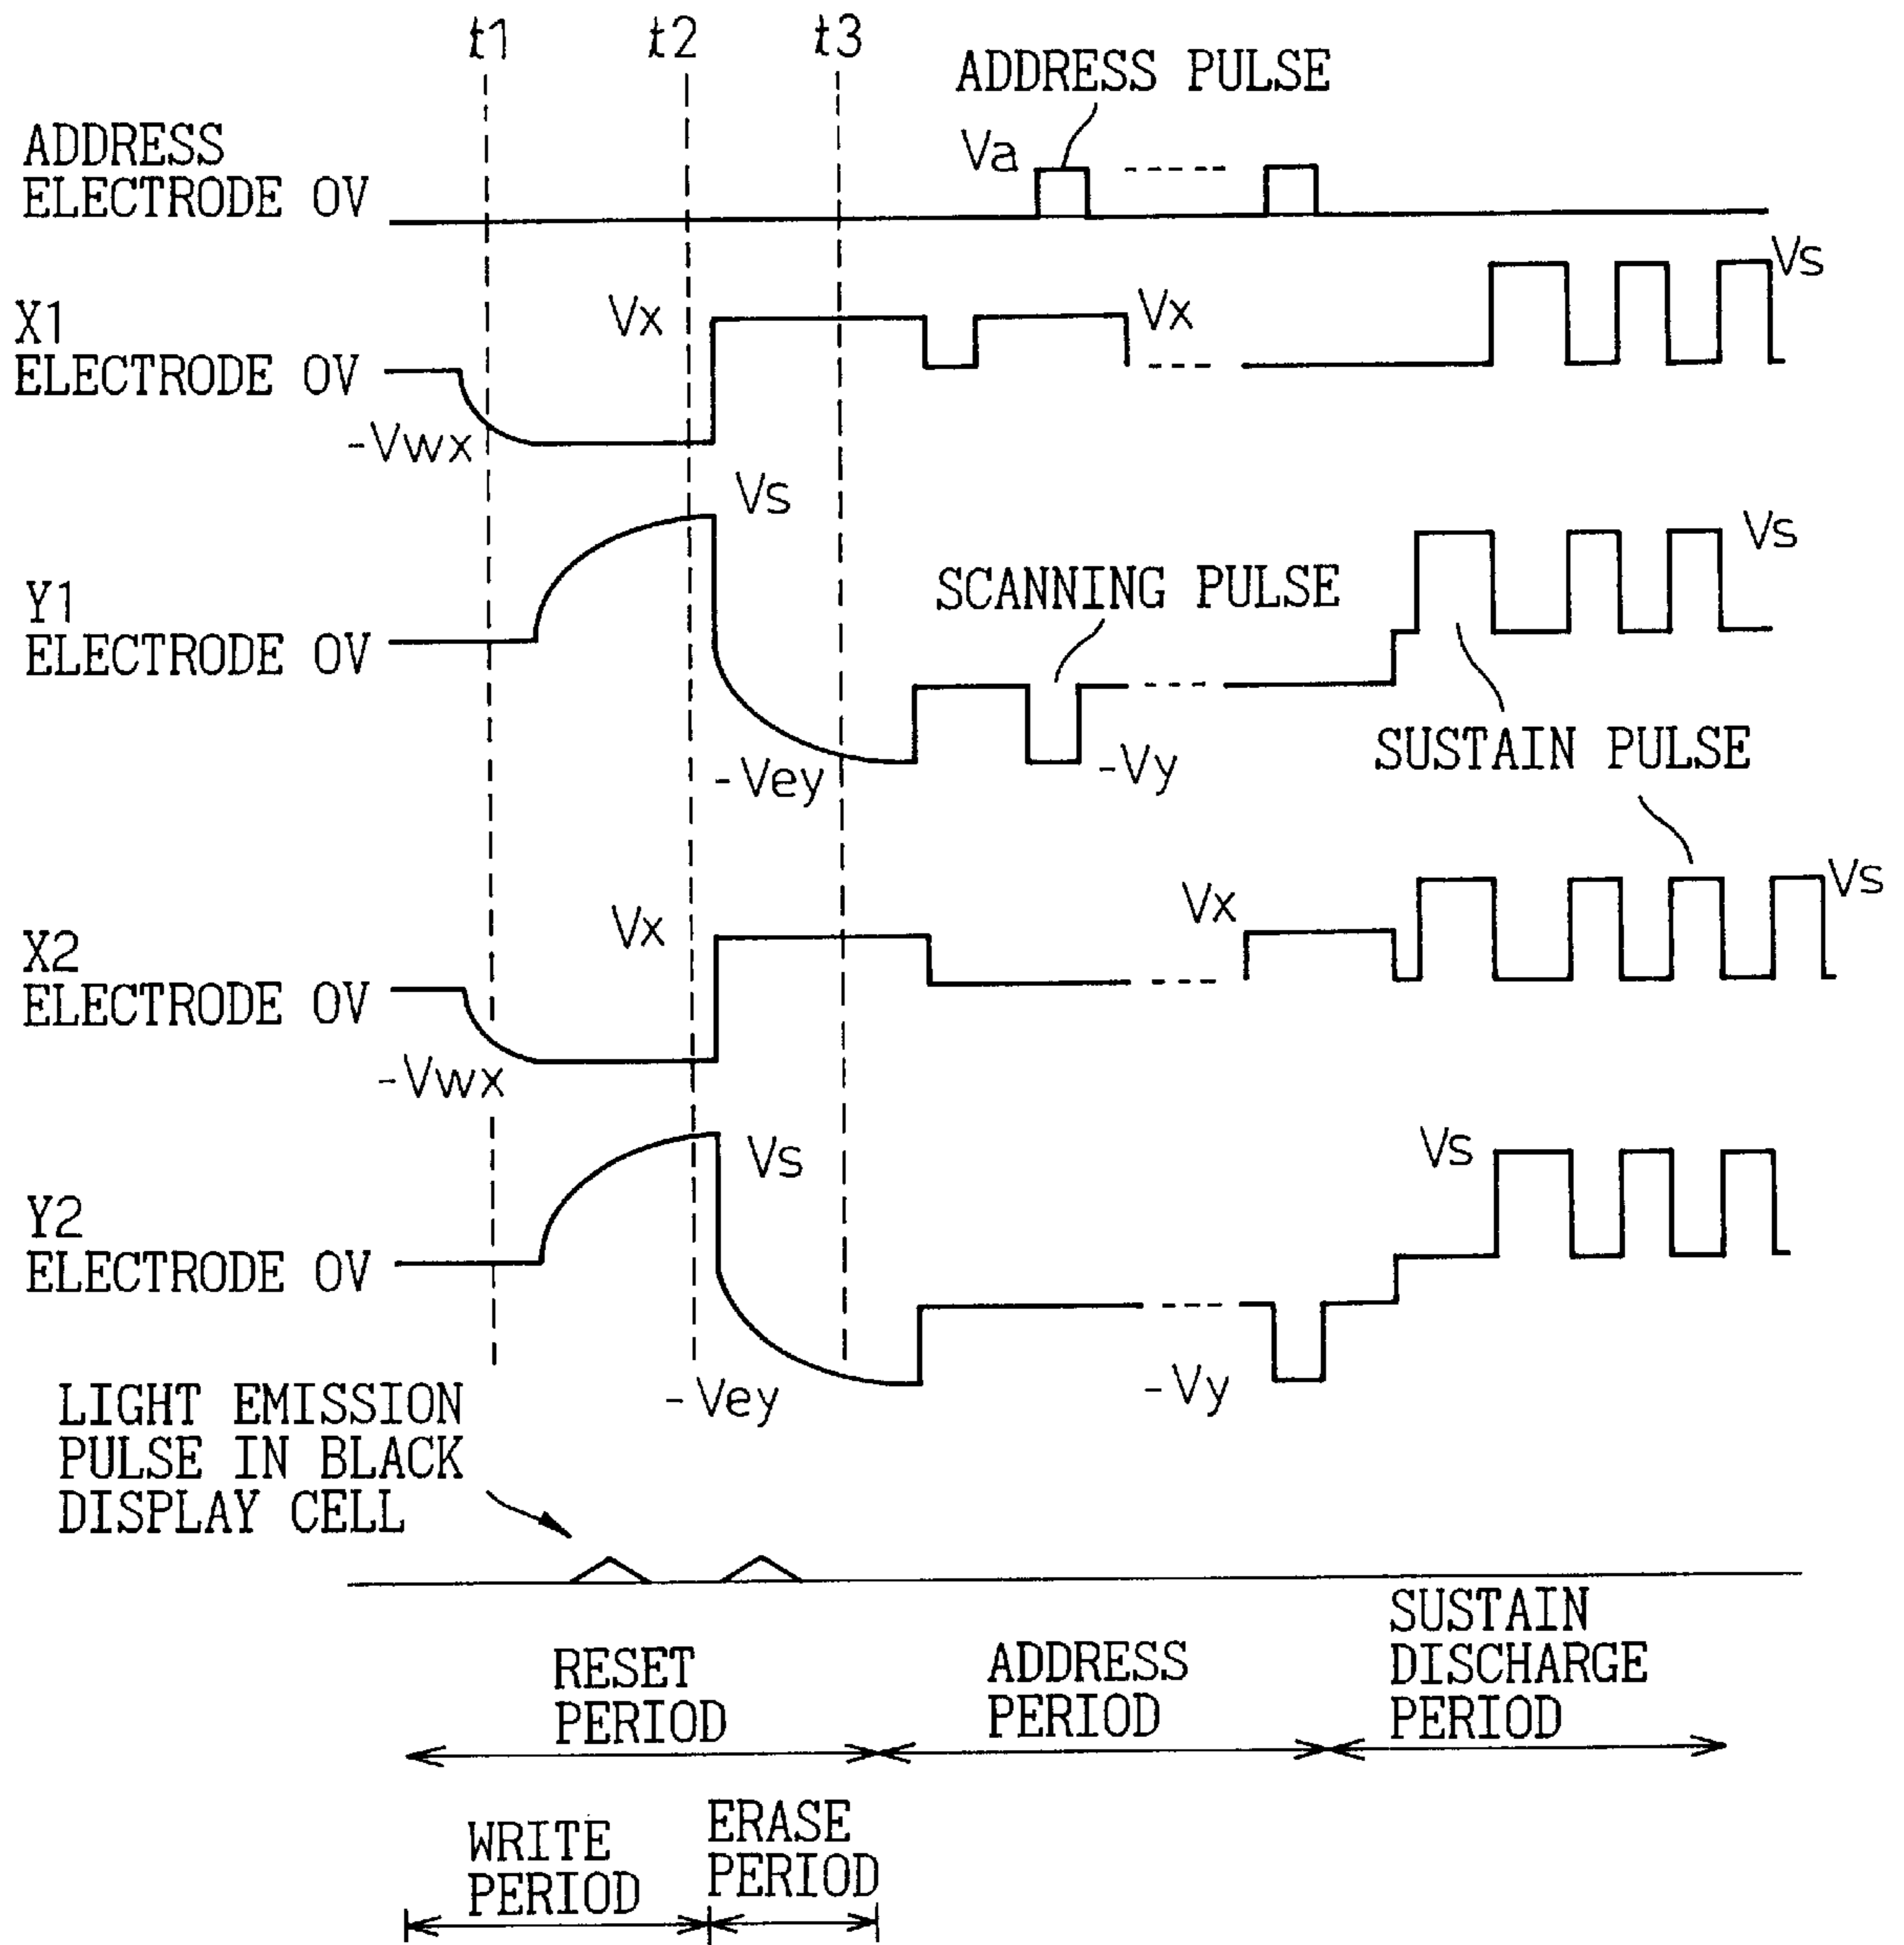 t1
t2
t3
ADDRESS PULSE
ADDRESS
ELECTRODE 0V
Va
Vs
X1
ELECTRODE 0V
Vx
Vx
-Vwx
Vs
Vs
Y1
ELECTRODE 0V
SCANNING PULSE
-Vey
-Vy
SUSTAIN PULSE
X2
ELECTRODE 0V
Vx
Vx
Vs
-Vwx
Vs
Vs
Y2
ELECTRODE 0V
-Vey
-Vy
LIGHT EMISSION
PULSE IN BLACK
DISPLAY CELL
RESET
PERIOD
ADDRESS
PERIOD
SUSTAIN
DISCHARGE
PERIOD
WRITE
PERIOD
ERASE
PERIOD